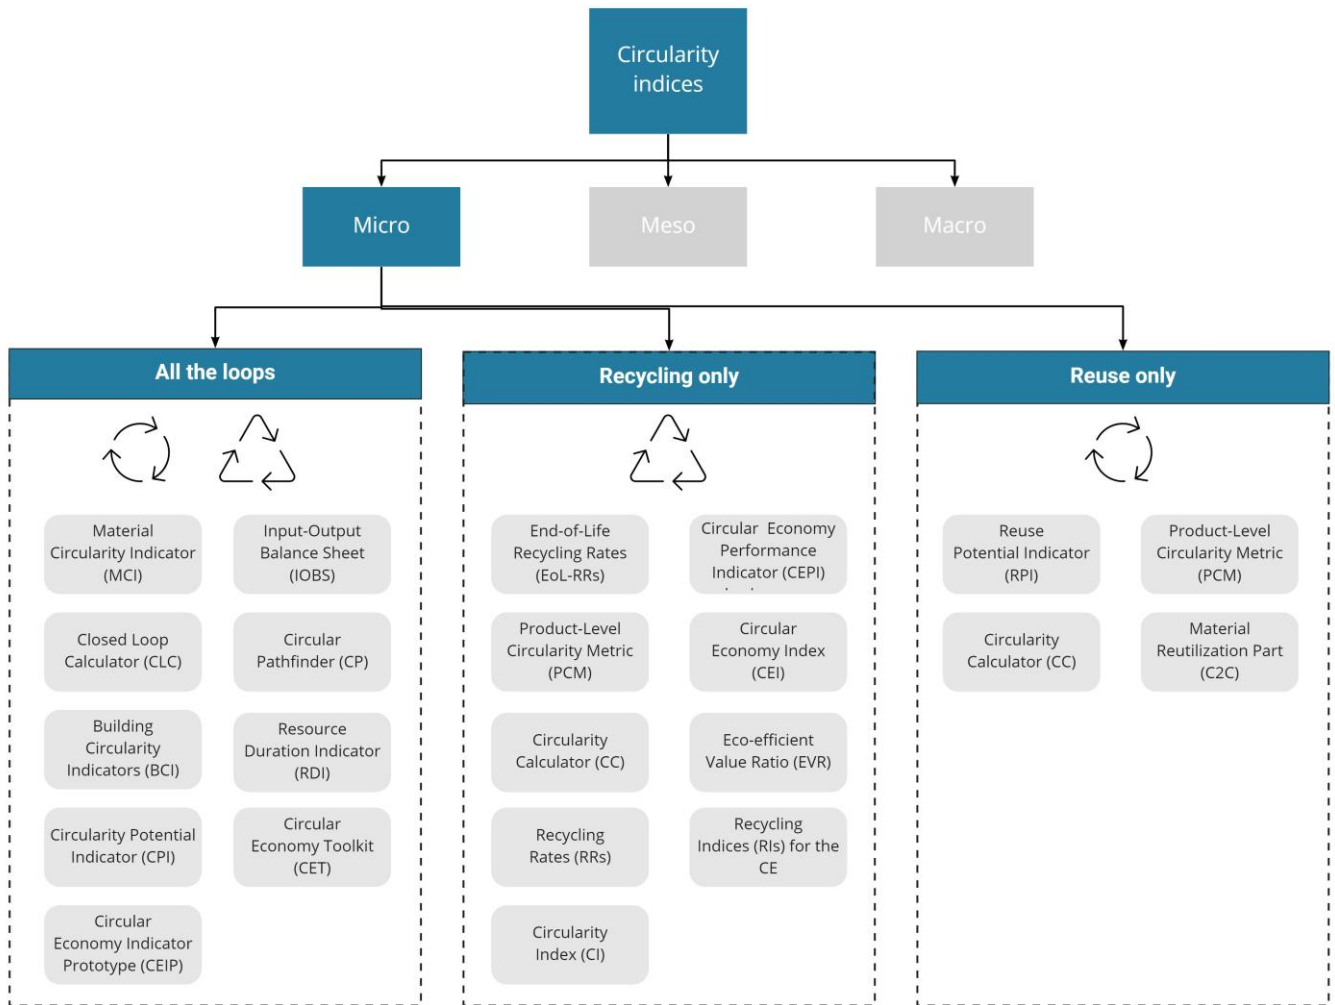 Circularity
indices
Micro
Meso
Macro
All the loops
Material
Circularity Indicator
(MCI)
Input-Output
Balance Sheet
(IOBS)
Closed Loop
Calculator (CLC)
Circular
Pathfinder (CP)
Building
Circularity
Indicators (BCI)
Resource
Duration Indicator
(RDI)
Circularity Potential
Indicator (CPI)
Circular
Economy Toolkit
(CET)
Circular
Economy Indicator
Prototype (CEIP)
Recycling only
End-of-Life
Recycling Rates
(EoL-RRs)
Circular Economy
Performance
Indicator (CEPI)
Product-Level
Circularity Metric
(PCM)
Circular
Economy Index
(CEI)
Circularity
Calculator (CC)
Eco-efficient
Value Ratio (EVR)
Recycling
Rates (RRs)
Recycling
Indices (RIs) for the
CE
Circularity
Index (CI)
Reuse only
Reuse
Potential Indicator
(RPI)
Product-Level
Circularity Metric
(PCM)
Circularity
Calculator (CC)
Material
Reutilization Part
(C2C)